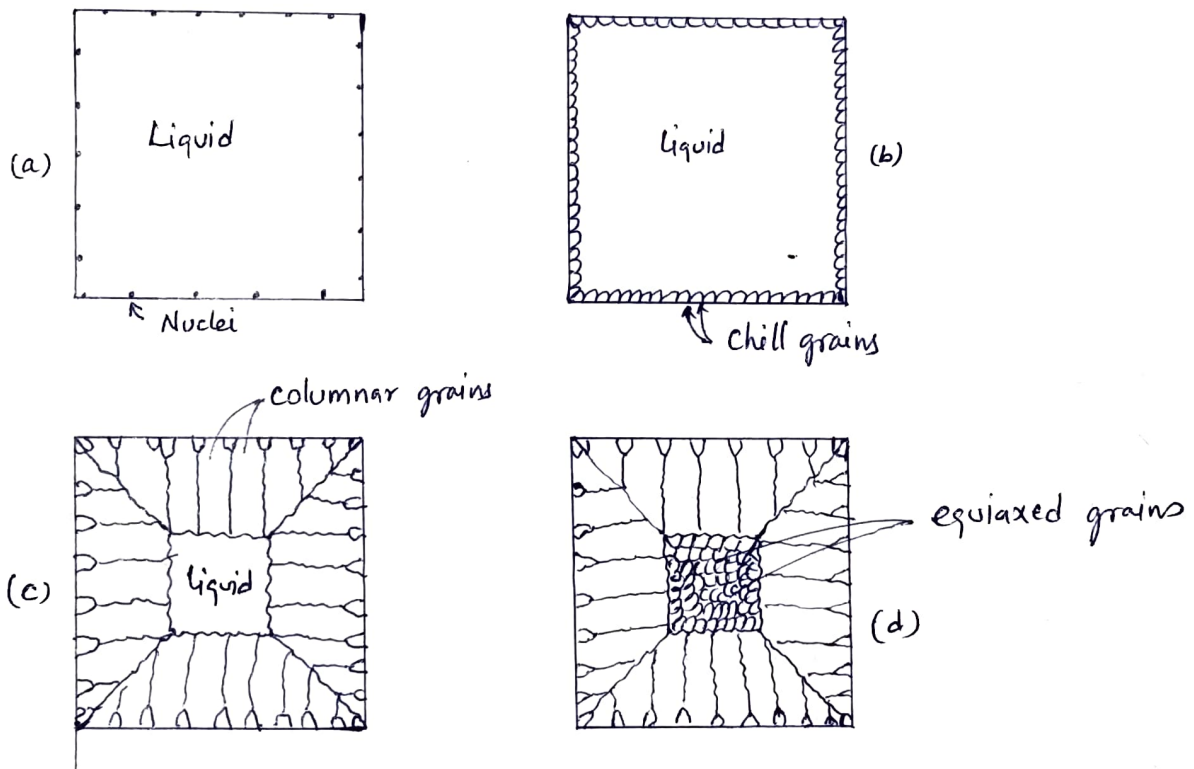 Liquid
(a)
Nuclei
Liquid
(b)
Chill grains
columnar grains
Liquid
(c)
equiaxed grains
(d)